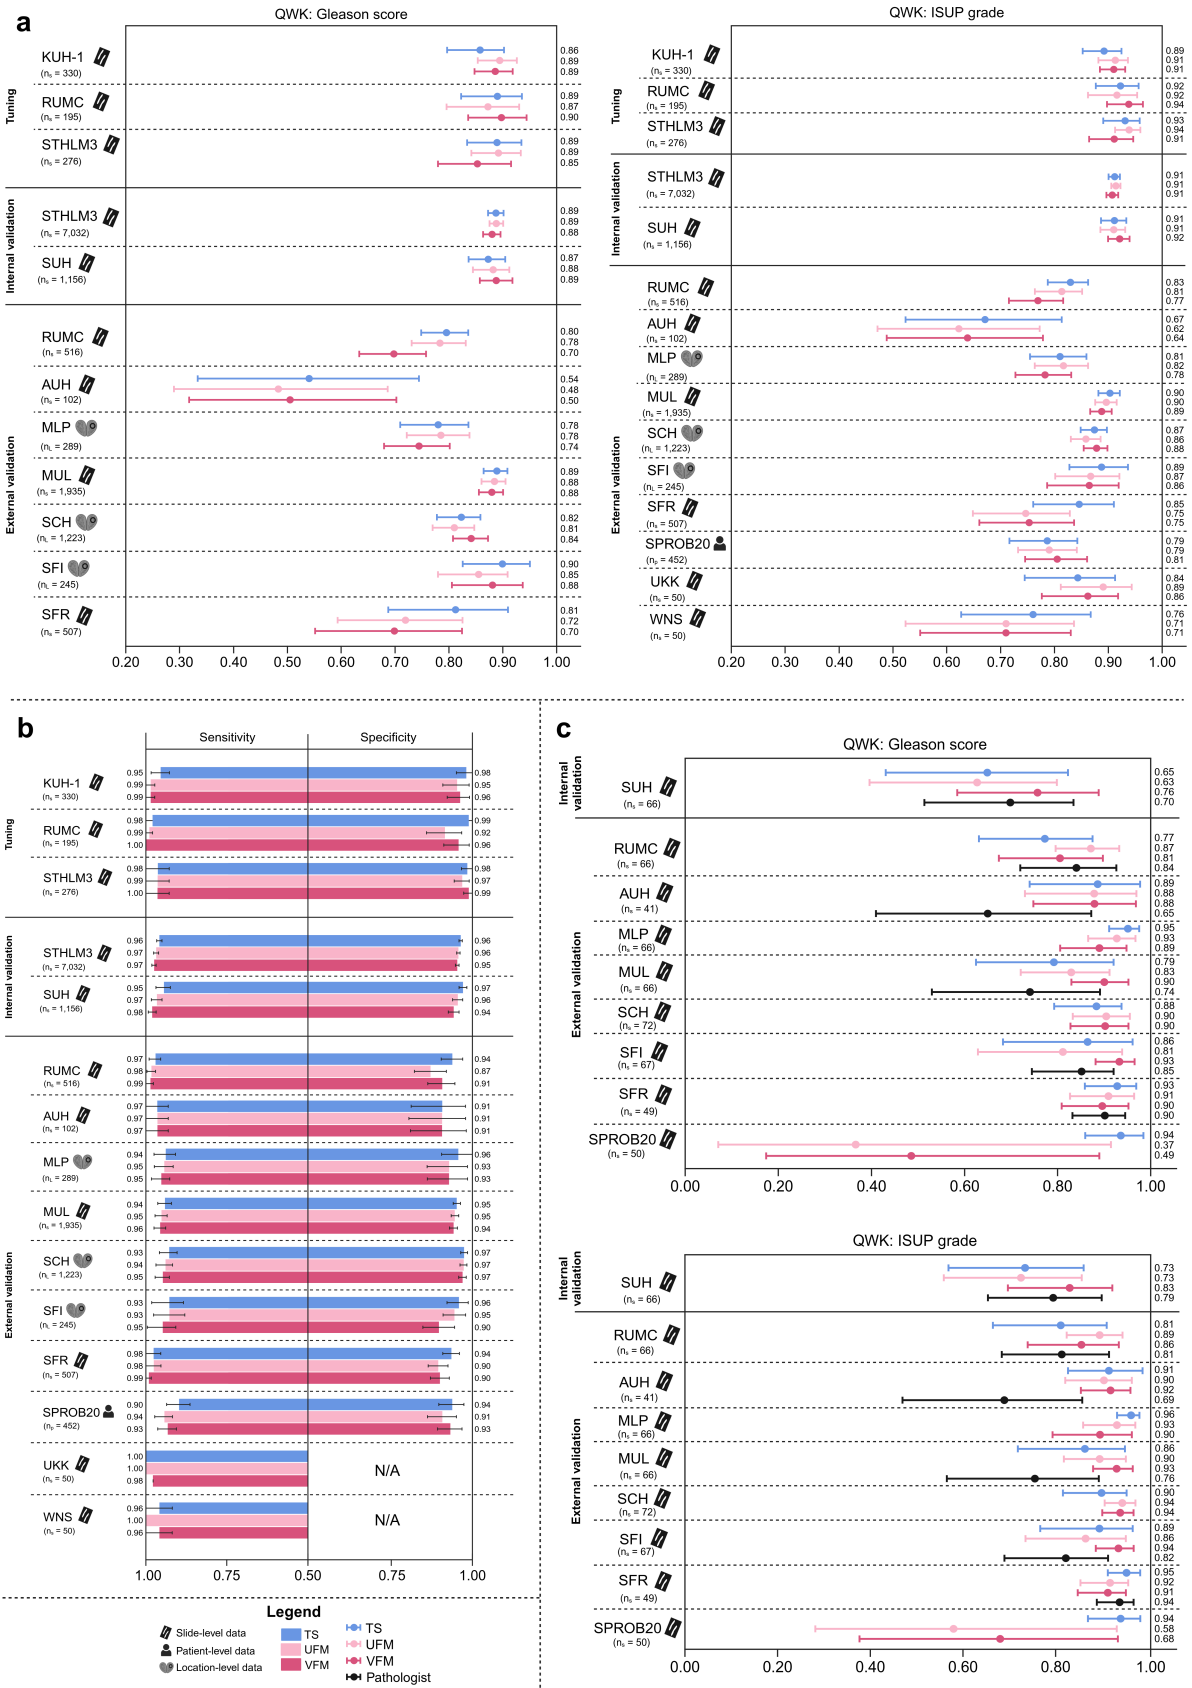 a
QWK: Gleason score
Tuning
KUH-1
(ns = 330)
0.86
0.89
0.89
RUMC
(ns = 195)
0.89
0.87
0.90
STHLM3
(ns = 276)
0.89
0.89
0.85
Internal validation
STHLM3
(ns = 7,032)
0.89
0.89
0.88
SUH
(ns = 1,156)
0.87
0.88
0.89
External validation
RUMC
(ns = 516)
0.80
0.78
0.70
AUH
(ns = 102)
0.54
0.48
0.50
MLP
(nL = 289)
0.78
0.78
0.74
MUL
(ns = 1,935)
0.89
0.88
0.88
SCH
(nL = 1,223)
0.82
0.81
0.84
SFI
(nL = 245)
0.90
0.85
0.88
SFR
(ns = 507)
0.81
0.72
0.70
0.20 0.30 0.40 0.50 0.60 0.70 0.80 0.90 1.00
QWK: ISUP grade
Tuning
KUH-1
(ns = 330)
0.89
0.91
0.91
RUMC
(ns = 195)
0.92
0.92
0.94
STHLM3
(ns = 276)
0.93
0.94
0.91
Internal validation
STHLM3
(ns = 7,032)
0.91
0.91
0.91
SUH
(ns = 1,156)
0.91
0.91
0.92
External validation
RUMC
(ns = 516)
0.83
0.81
0.77
AUH
(ns = 102)
0.67
0.62
0.64
MLP
(nL = 289)
0.81
0.82
0.78
MUL
(ns = 1,935)
0.90
0.90
0.89
SCH
(nL = 1,223)
0.87
0.86
0.88
SFI
(nL = 245)
0.89
0.87
0.86
SFR
(ns = 507)
0.85
0.75
0.75
SPROB20
(np = 452)
0.79
0.79
0.81
UKK
(ns = 50)
0.84
0.89
0.86
WNS
(ns = 50)
0.76
0.71
0.71
0.20 0.30 0.40 0.50 0.60 0.70 0.80 0.90 1.00
b
Sensitivity Specificity
Tuning
KUH-1
(ns = 330)
0.95 0.98
0.99 0.95
0.99 0.96
RUMC
(ns = 195)
0.98 0.99
0.99 0.92
1.00 0.96
STHLM3
(ns = 276)
0.98 0.98
0.99 0.97
1.00 0.99
Internal validation
STHLM3
(ns = 7,032)
0.96 0.96
0.97 0.96
0.97 0.95
SUH
(ns = 1,156)
0.95 0.97
0.97 0.96
0.98 0.94
External validation
RUMC
(ns = 516)
0.97 0.94
0.98 0.87
0.99 0.91
AUH
(ns = 102)
0.97 0.91
0.97 0.91
0.97 0.91
MLP
(nL = 289)
0.94 0.96
0.95 0.93
0.95 0.93
MUL
(ns = 1,935)
0.94 0.95
0.95 0.95
0.96 0.94
SCH
(nL = 1,223)
0.93 0.97
0.94 0.97
0.95 0.97
SFI
(nL = 245)
0.93 0.96
0.93 0.95
0.95 0.90
SFR
(ns = 507)
0.98 0.94
0.98 0.90
0.99 0.90
SPROB20
(np = 452)
0.90 0.94
0.94 0.91
0.93 0.93
UKK
(ns = 50)
1.00
1.00
0.98
N/A
WNS
(ns = 50)
0.96
1.00
0.96
N/A
1.00 0.75 0.50 0.75 1.00
Legend
Slide-level data
Patient-level data
Location-level data
TS
UFM
VFM
TS
UFM
VFM
Pathologist
c
QWK: Gleason score
Internal validation
SUH
(ns = 66)
0.65
0.63
0.76
0.70
External validation
RUMC
(ns = 66)
0.77
0.87
0.81
0.84
AUH
(ns = 41)
0.89
0.88
0.88
0.65
MLP
(ns = 66)
0.95
0.93
0.89
MUL
(ns = 66)
0.79
0.83
0.90
0.74
SCH
(ns = 72)
0.88
0.90
0.90
SFI
(ns = 67)
0.86
0.81
0.93
0.85
SFR
(ns = 49)
0.93
0.91
0.90
0.90
SPROB20
(ns = 50)
0.94
0.37
0.49
0.00 0.20 0.40 0.60 0.80 1.00
QWK: ISUP grade
Internal validation
SUH
(ns = 66)
0.73
0.73
0.83
0.79
External validation
RUMC
(ns = 66)
0.81
0.89
0.86
0.81
AUH
(ns = 41)
0.91
0.90
0.92
0.69
MLP
(ns = 66)
0.96
0.93
0.90
MUL
(ns = 66)
0.86
0.90
0.93
0.76
SCH
(ns = 72)
0.90
0.94
0.94
SFI
(ns = 67)
0.89
0.86
0.94
0.82
SFR
(ns = 49)
0.95
0.92
0.91
0.94
SPROB20
(ns = 50)
0.94
0.58
0.68
0.00 0.20 0.40 0.60 0.80 1.00